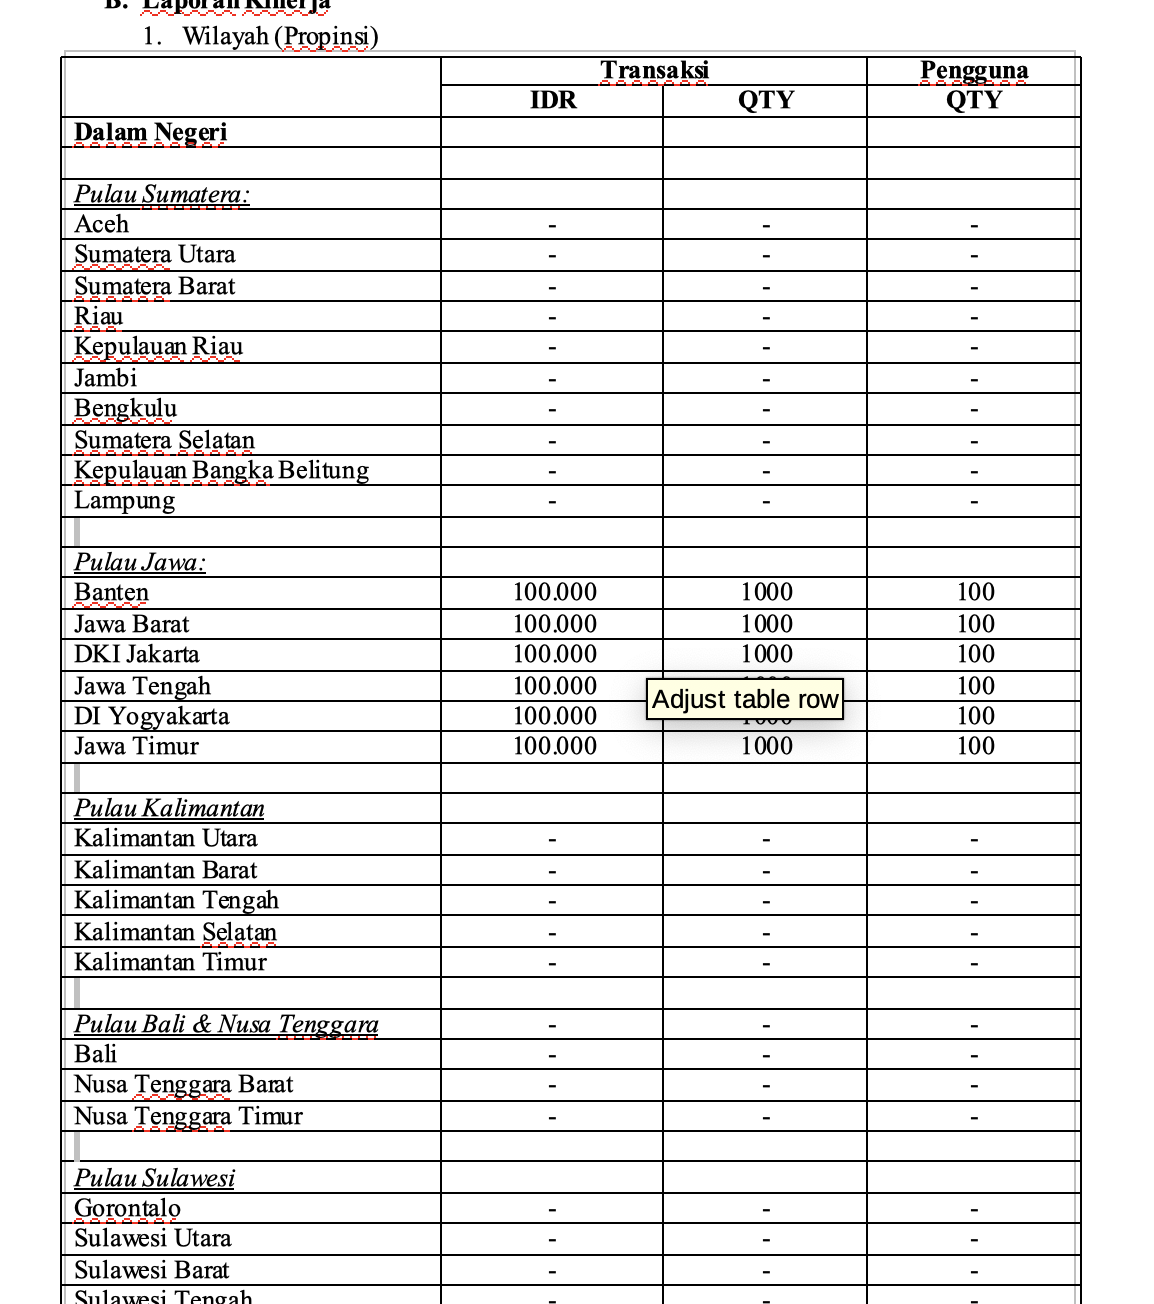 B. Laporan Kinerja
1. Wilayah (Propinsi)
Transaksi Pengguna
IDR QTY QTY
Dalam Negeri
Pulau Sumatera:
Aceh - - -
Sumatera Utara - - -
Sumatera Barat - - -
Riau - - -
Kepulauan Riau - - -
Jambi - - -
Bengkulu - - -
Sumatera Selatan - - -
Kepulauan Bangka Belitung - - -
Lampung - - -
Pulau Jawa:
Banten 100.000 1000 100
Jawa Barat 100.000 1000 100
DKI Jakarta 100.000 1000 100
Jawa Tengah 100.000 100
Adjust table row
DI Yogyakarta 100.000 100
Jawa Timur 100.000 1000 100
Pulau Kalimantan
Kalimantan Utara - - -
Kalimantan Barat - - -
Kalimantan Tengah - - -
Kalimantan Selatan - - -
Kalimantan Timur - - -
Pulau Bali & Nusa Tenggara - - -
Bali - - -
Nusa Tenggara Barat - - -
Nusa Tenggara Timur - - -
Pulau Sulawesi
Gorontalo - - -
Sulawesi Utara - - -
Sulawesi Barat - - -
Sulawesi Tengah - - -